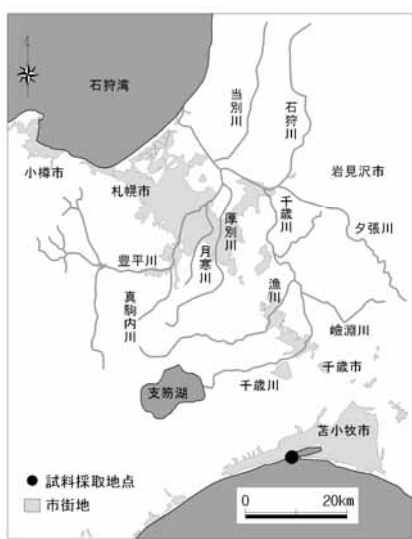 石狩湾
当別川
石狩川
小樽市
札幌市
岩見沢市
千歳川
夕張川
厚別川
月寒川
豊平川
真駒内川
漁川
嶮淵川
支笏湖
千歳川
千歳市
苫小牧市
試料採取地点
市街地
0 20km